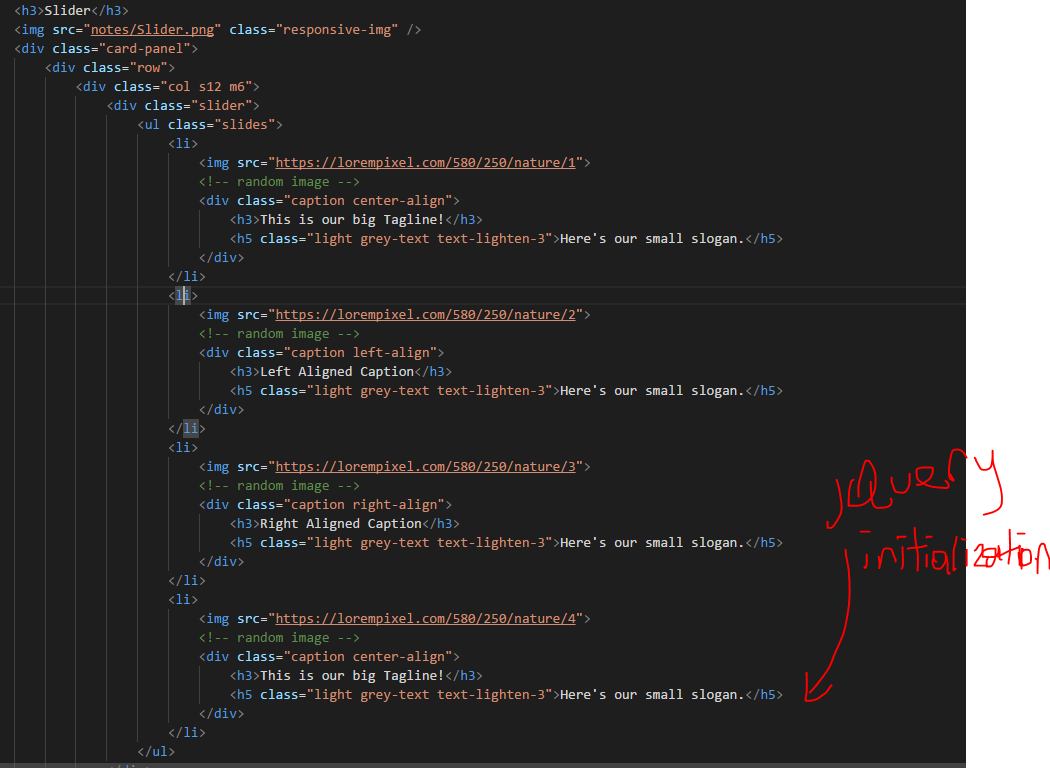 <h3>Slider</h3>
<img src="notes/Slider.png" class="responsive-img" />
<div class="card-panel">
<div class="row">
<div class="col s12 m6">
<div class="slider">
<ul class="slides">
<li>
<img src="https://lorempixel.com/580/250/nature/1">
<!-- random image -->
<div class="caption center-align">
<h3>This is our big Tagline!</h3>
<h5 class="light grey-text text-lighten-3">Here's our small slogan.</h5>
</div>
</li>
<li>
<img src="https://lorempixel.com/580/250/nature/2">
<!-- random image -->
<div class="caption left-align">
<h3>Left Aligned Caption</h3>
<h5 class="light grey-text text-lighten-3">Here's our small slogan.</h5>
</div>
</li>
<li>
<img src="https://lorempixel.com/580/250/nature/3">
<!-- random image -->
<div class="caption right-align">
<h3>Right Aligned Caption</h3>
<h5 class="light grey-text text-lighten-3">Here's our small slogan.</h5>
</div>
</li>
<li>
<img src="https://lorempixel.com/580/250/nature/4">
<!-- random image -->
<div class="caption center-align">
<h3>This is our big Tagline!</h3>
<h5 class="light grey-text text-lighten-3">Here's our small slogan.</h5>
</div>
</li>
</ul>
jQuery
initialization